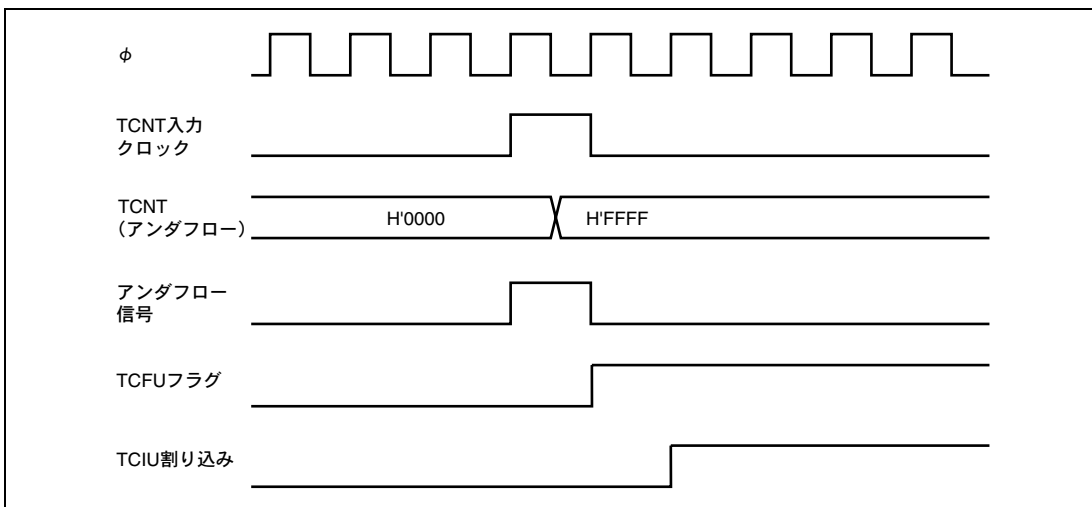 φ
TCNT入力
クロック
TCNT
（アンダフロー）
H'0000
H'FFFF
アンダフロー
信号
TCFUフラグ
TCIU割り込み